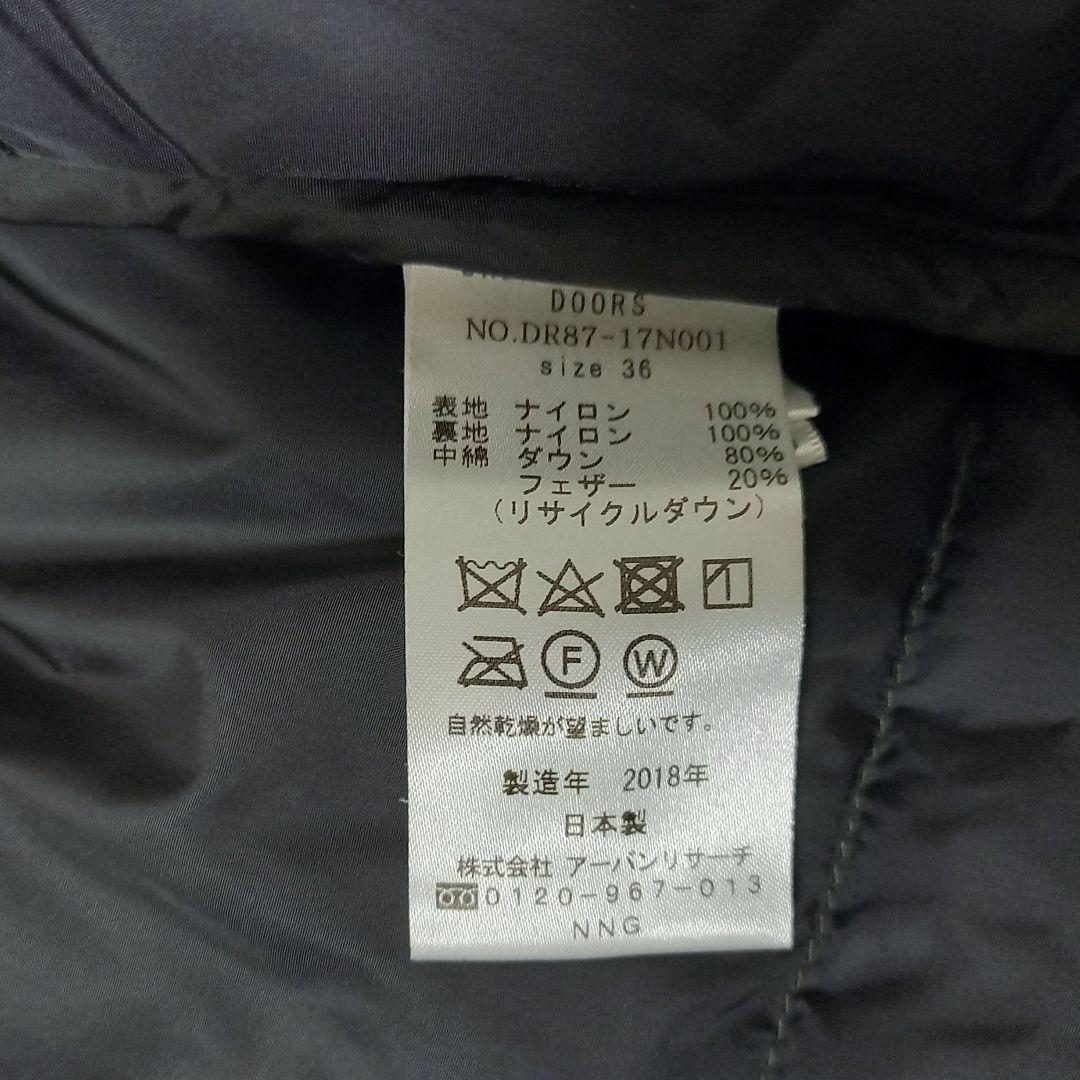 DOORS
NO.DR87-17N001
size 36
表地 ナイロン 100%
裏地 ナイロン 100%
中綿 ダウン 80%
フェザー 20%
(リサイクルダウン)
F W
自然乾燥が望ましいです。
製造年 2018年
日本製
株式会社 アーバンリサーチ
0120-967-013
NNG